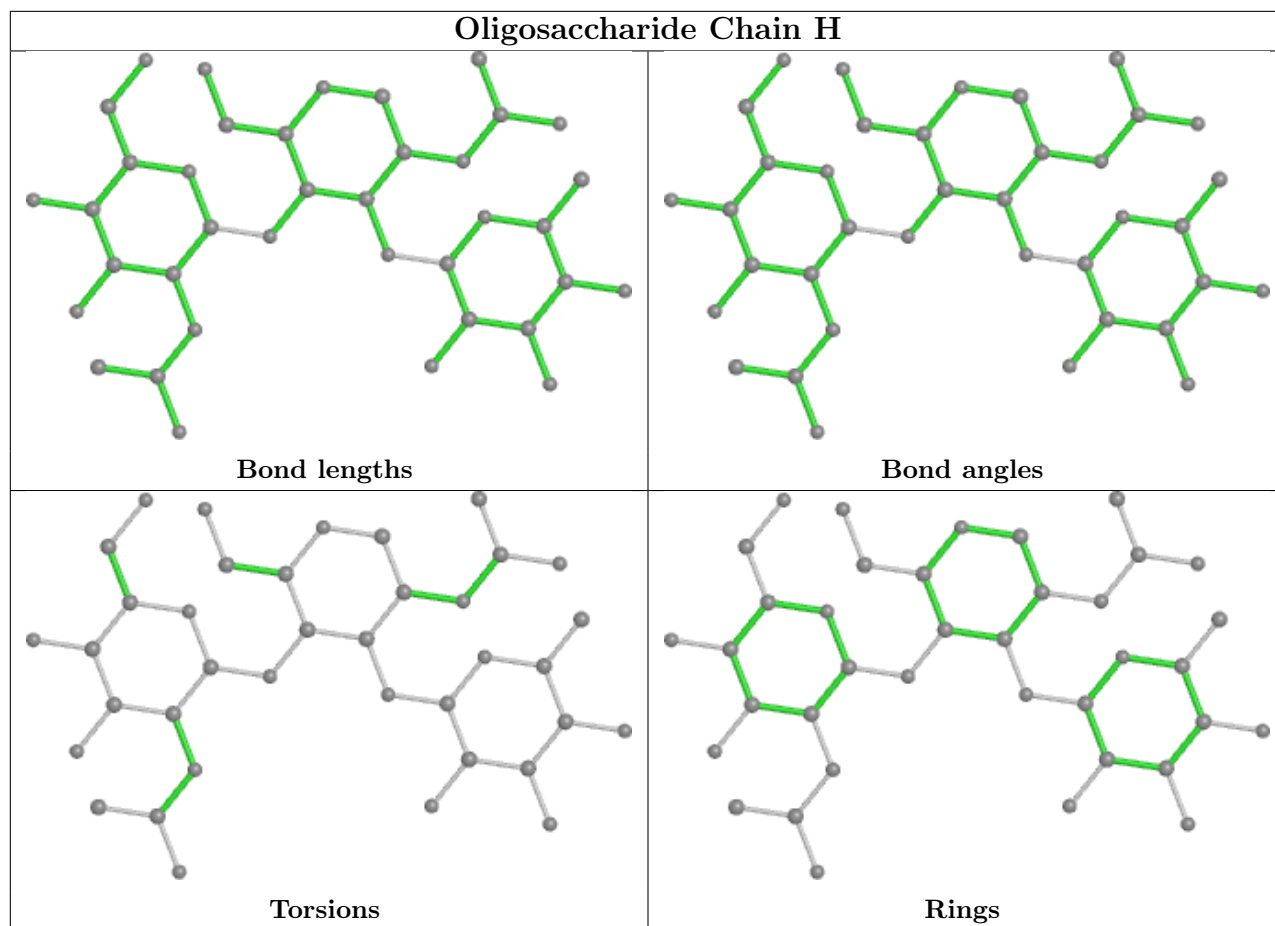 Oligosaccharide Chain H
Bond lengths
Bond angles
Torsions
Rings